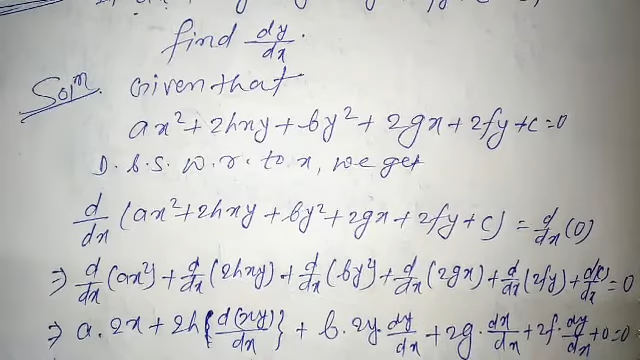 find dy/dx.
Solⁿ. Given that
ax²+2hxy+by²+2gx+2fy+c=0
D.b.s. w.r. to x, we get
d/dx (ax²+2hxy+by²+2gx+2fy+c) = d/dx (0)
⇒ d/dx (ax²) + d/dx (2hxy) + d/dx (by²) + d/dx (2gx) + d/dx (2fy) + dc/dx = 0
⇒ a.2x + 2h{d(xy)/dx} + b.2y.dy/dx + 2g.dx/dx + 2f.dy/dx + 0 = 0